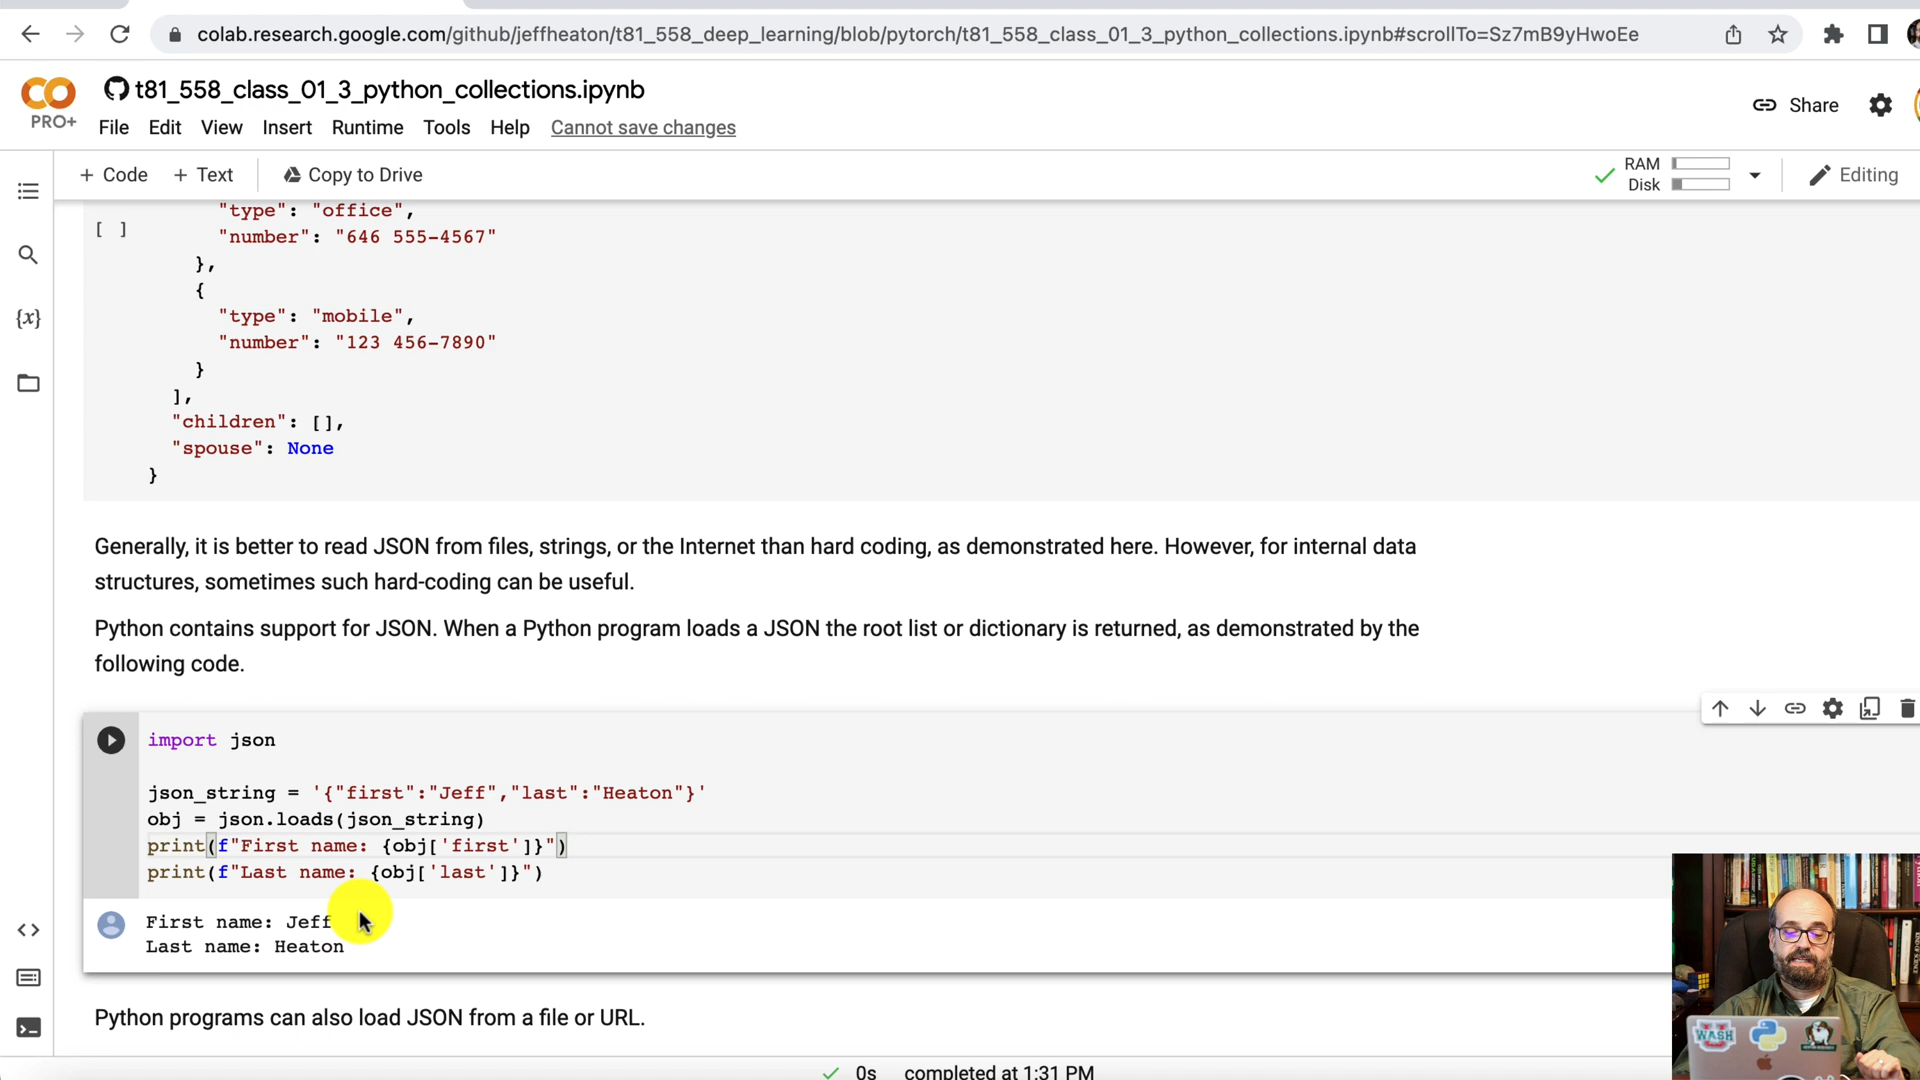 colab.research.google.com/github/jeffheaton/t81_558_deep_learning/blob/pytorch/t81_558_class_01_3_python_collections.ipynb#scrollTo=Sz7mB9yHwoEe
CO
PRO+
t81_558_class_01_3_python_collections.ipynb
File Edit View Insert Runtime Tools Help Cannot save changes
Share
+ Code + Text Copy to Drive
RAM
Disk
Editing
[ ]
"type": "office",
"number": "646 555-4567"
},
{
"type": "mobile",
"number": "123 456-7890"
}
],
"children": [],
"spouse": None
}
{x}
Generally, it is better to read JSON from files, strings, or the Internet than hard coding, as demonstrated here. However, for internal data
structures, sometimes such hard-coding can be useful.
Python contains support for JSON. When a Python program loads a JSON the root list or dictionary is returned, as demonstrated by the
following code.
import json
json_string = '{"first":"Jeff","last":"Heaton"}'
obj = json.loads(json_string)
print(f"First name: {obj['first']}")
print(f"Last name: {obj['last']}")
First name: Jeff
Last name: Heaton
Python programs can also load JSON from a file or URL.
0s completed at 1:31 PM
WASH